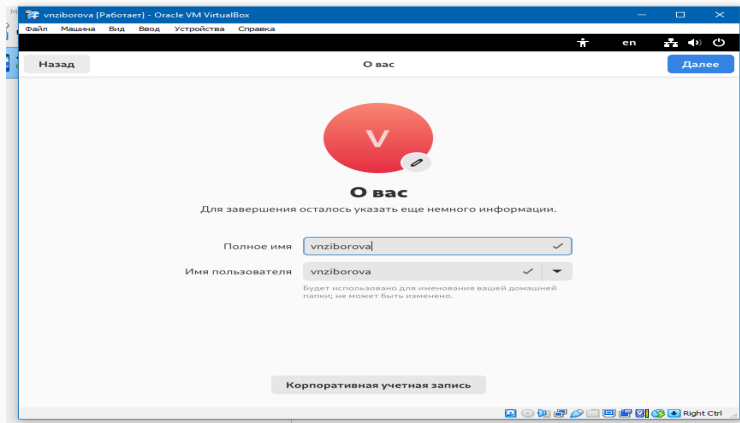 vnziborova [Работает] - Oracle VM VirtualBox
Файл Машина Вид Ввод Устройства Справка
en
Назад О вас Далее
V
О вас
Для завершения осталось указать еще немного информации.
Полное имя vnziborova
Имя пользователя vnziborova
Будет использовано для именования вашей домашней
папки; не может быть изменено.
Корпоративная учетная запись
Right Ctrl